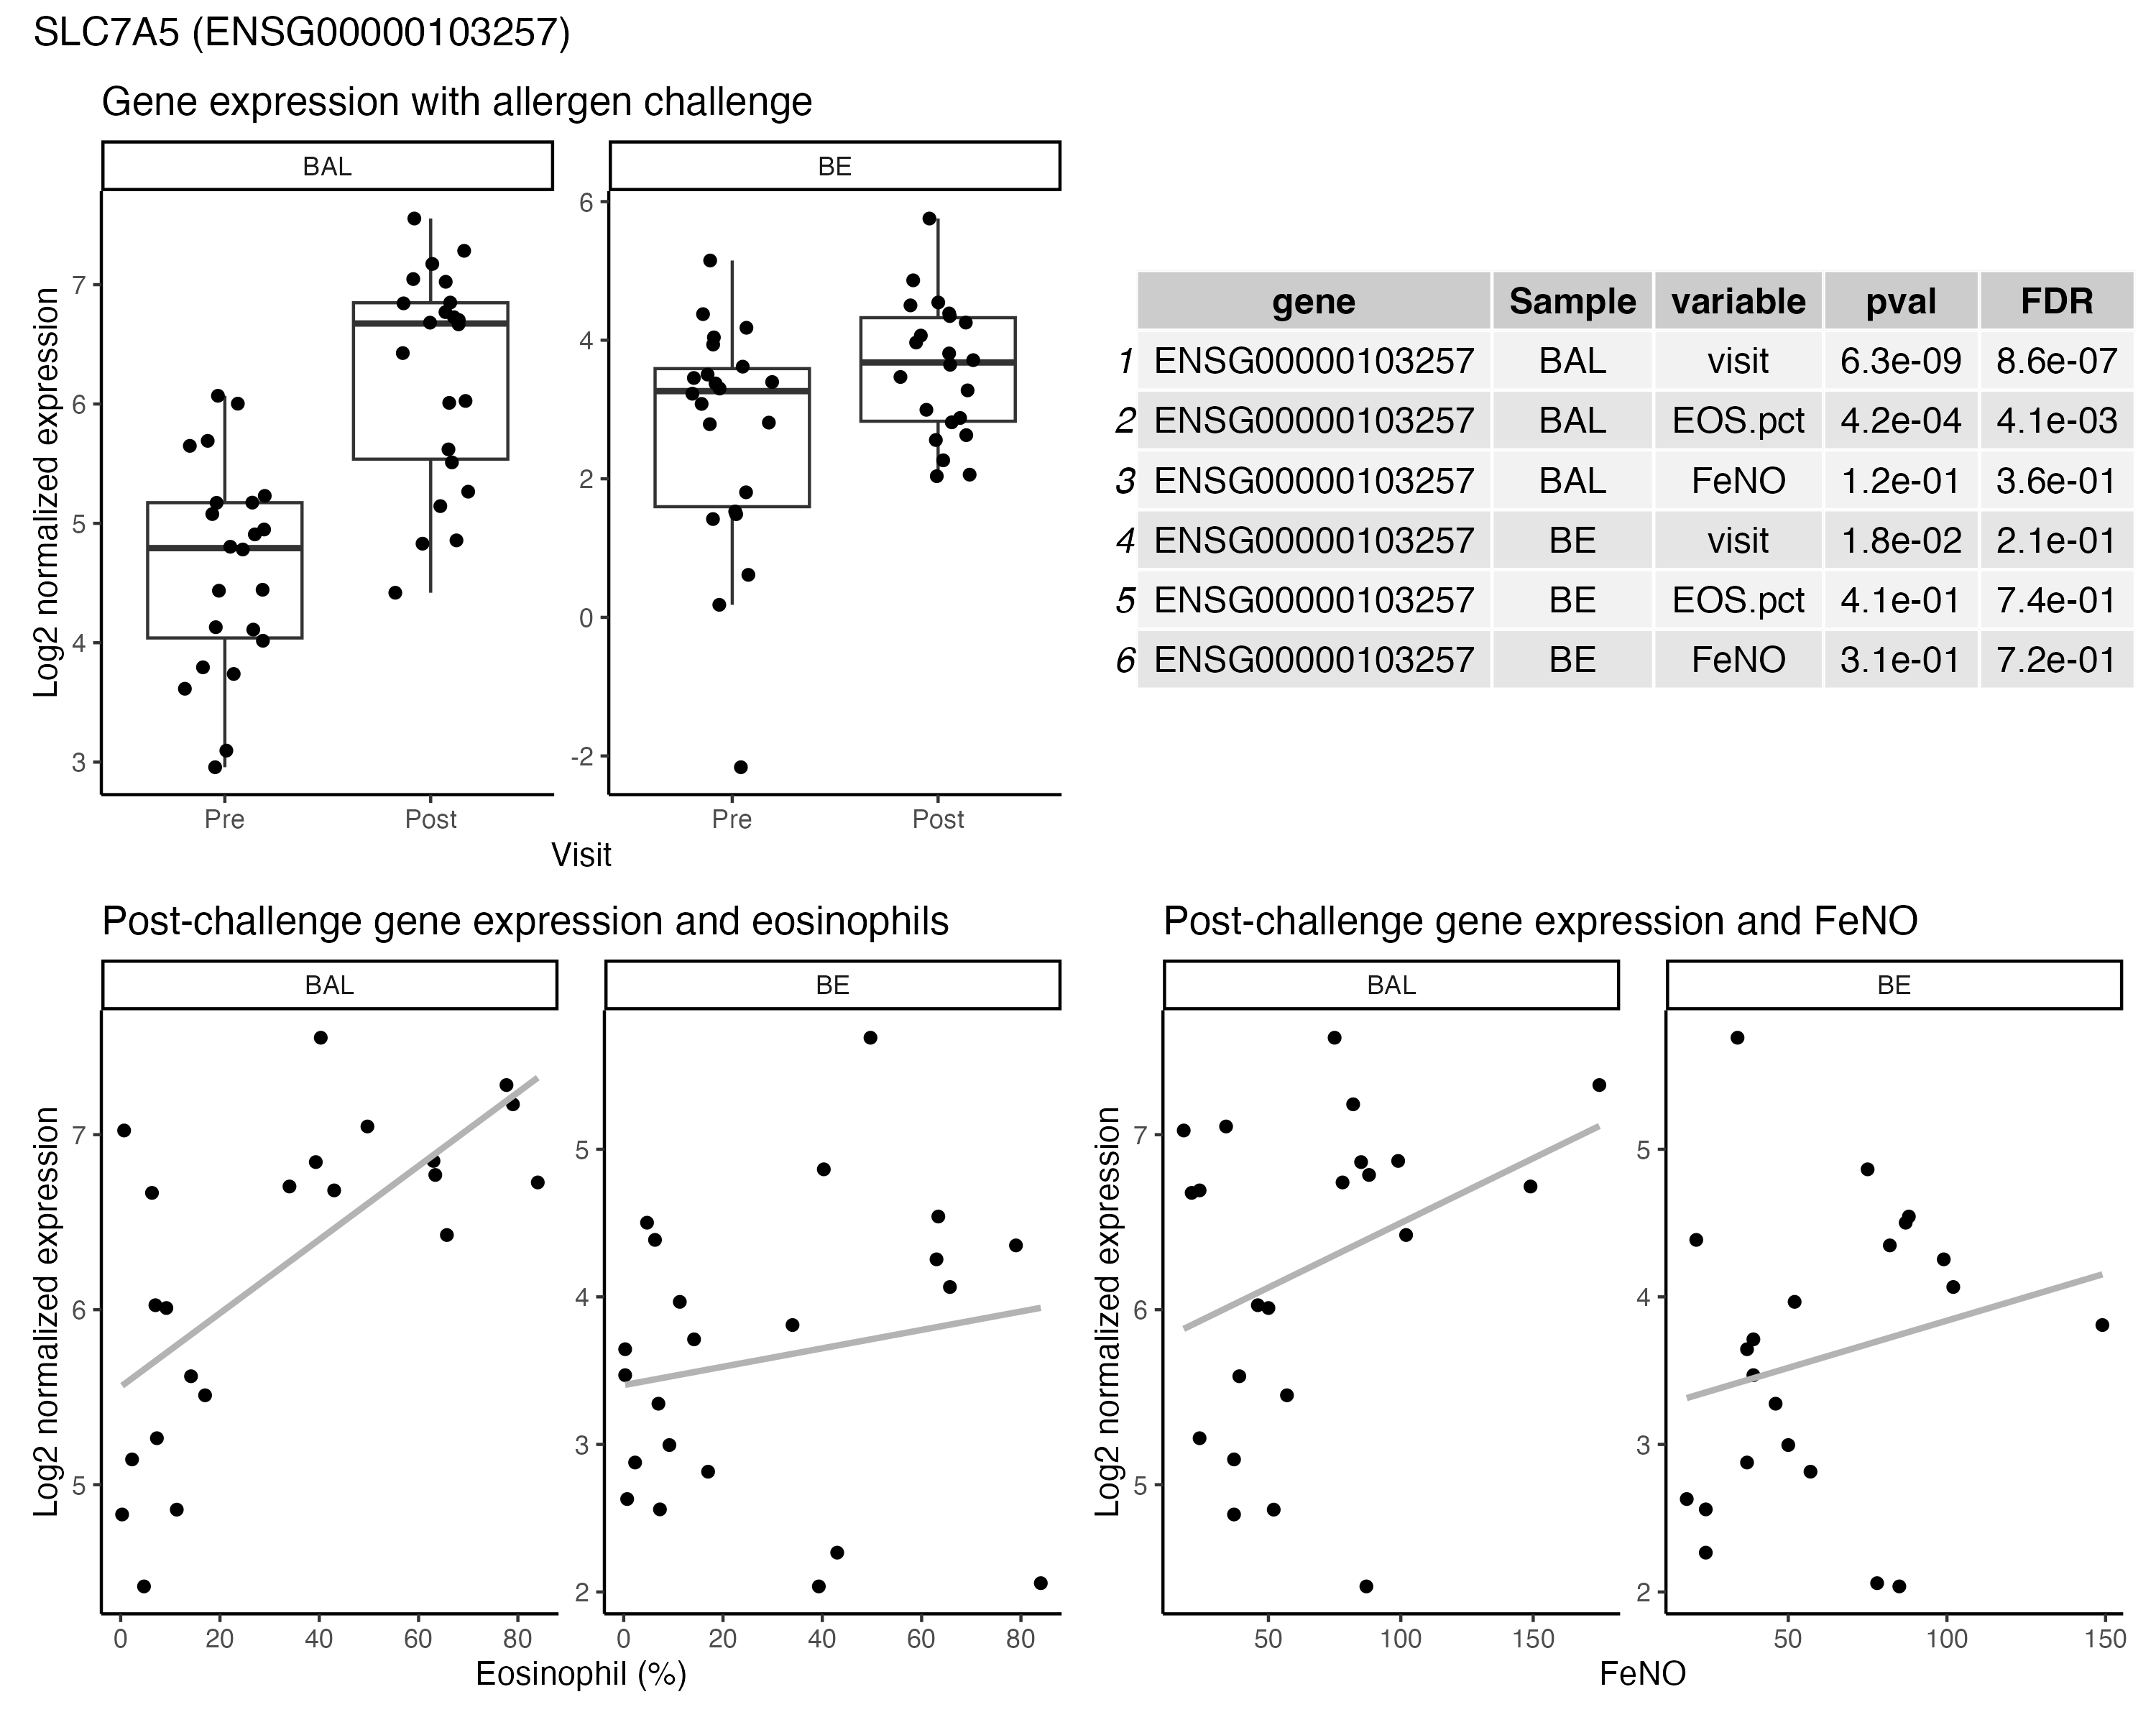 SLC7A5 (ENSG00000103257)
Gene expression with allergen challenge
BAL
BE
Log2 normalized expression
7
6
5
4
3
6
4
2
0
-2
Pre
Post
Pre
Post
Visit
gene Sample variable pval FDR
1 ENSG00000103257 BAL visit 6.3e-09 8.6e-07
2 ENSG00000103257 BAL EOS.pct 4.2e-04 4.1e-03
3 ENSG00000103257 BAL FeNO 1.2e-01 3.6e-01
4 ENSG00000103257 BE visit 1.8e-02 2.1e-01
5 ENSG00000103257 BE EOS.pct 4.1e-01 7.4e-01
6 ENSG00000103257 BE FeNO 3.1e-01 7.2e-01
Post-challenge gene expression and eosinophils
BAL
BE
Log2 normalized expression
7
6
5
5
4
3
2
0 20 40 60 80
0 20 40 60 80
Eosinophil (%)
Post-challenge gene expression and FeNO
BAL
BE
Log2 normalized expression
7
6
5
5
4
3
2
50 100 150
50 100 150
FeNO